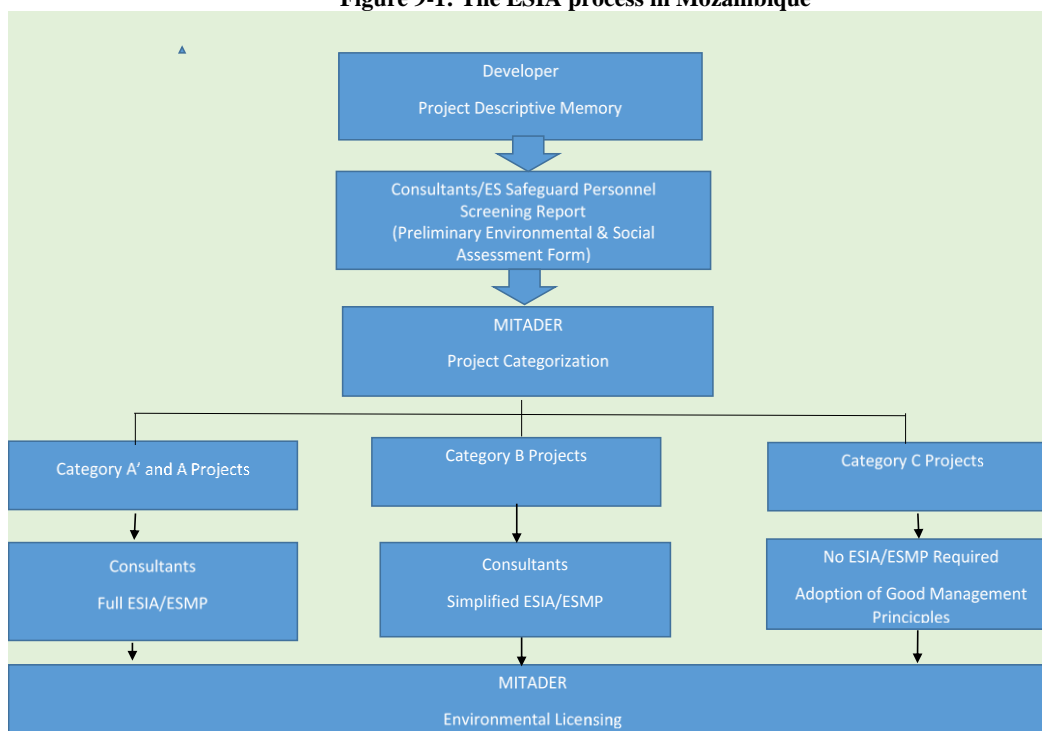 Figure 9-1: The ESIA process in Mozambique
Developer
Project Descriptive Memory
Consultants/ES Safeguard Personnel
Screening Report
(Preliminary Environmental & Social
Assessment Form)
MITADER
Project Categorization
Category A’ and A Projects
Category B Projects
Category C Projects
Consultants
Full ESIA/ESMP
Consultants
Simplified ESIA/ESMP
No ESIA/ESMP Required
Adoption of Good Management
Princicples
MITADER
Environmental Licensing